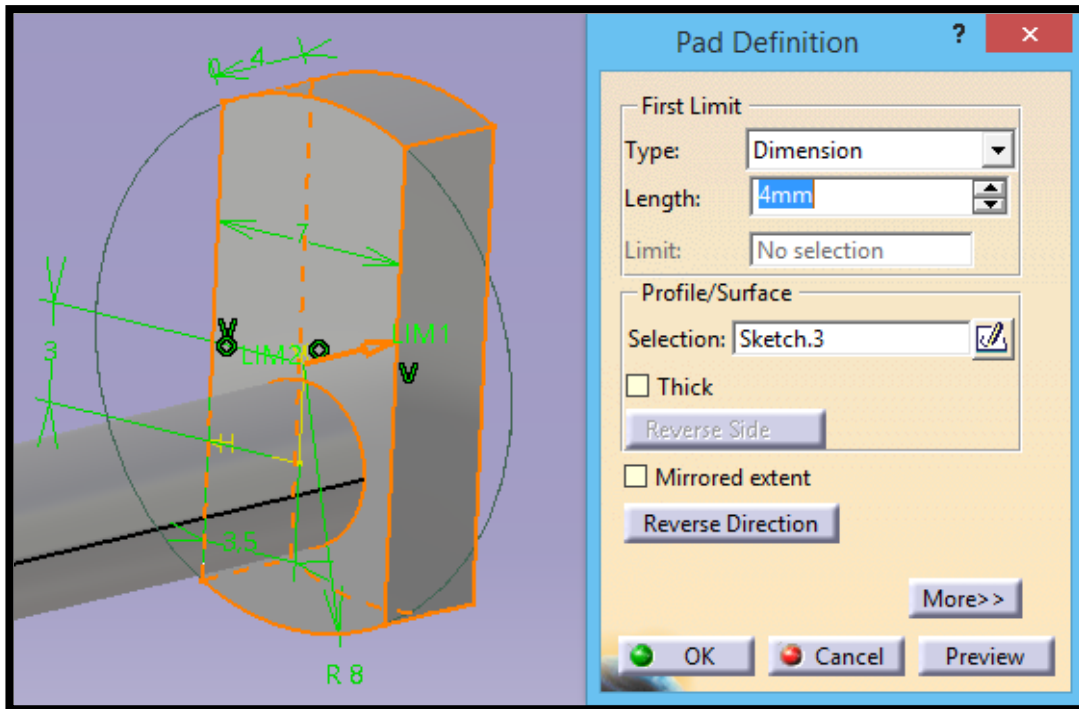 0 4
7
3
V
LIM2 LIM1
V
H
3,5
R 8
Pad Definition ? ×
First Limit
Type: Dimension
Length: 4mm
Limit: No selection
Profile/Surface
Selection: Sketch.3
Thick
Reverse Side
Mirrored extent
Reverse Direction
More>>
OK Cancel Preview